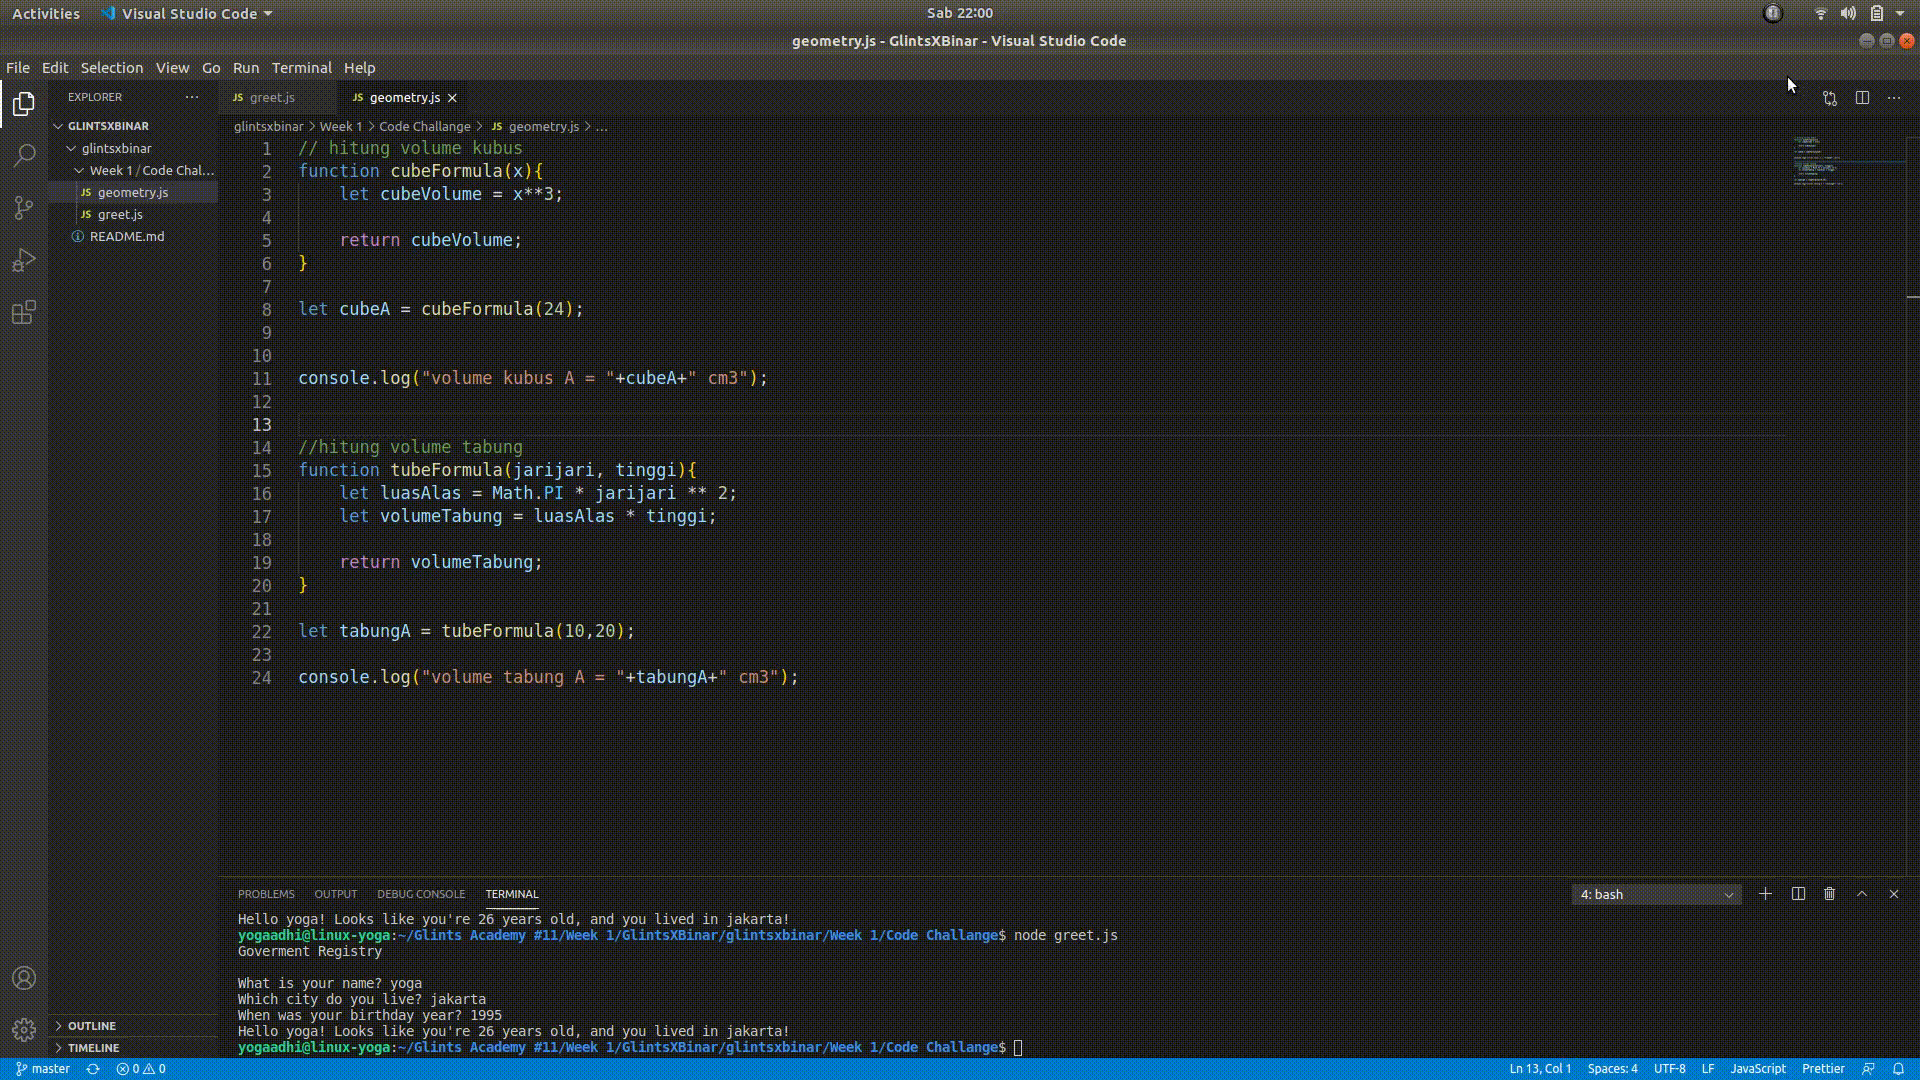 Activities Visual Studio Code Sab 22:00
geometry.js - GlintsXBinar - Visual Studio Code
File Edit Selection View Go Run Terminal Help
EXPLORER ...
GLINTSXBINAR
glintsxbinar
Week 1 / Code Chal...
JS geometry.js
JS greet.js
README.md
OUTLINE
TIMELINE
JS greet.js JS geometry.js
glintsxbinar > Week 1 > Code Challange > JS geometry.js > ...
1 // hitung volume kubus
2 function cubeFormula(x){
3 let cubeVolume = x**3;
4
5 return cubeVolume;
6 }
7
8 let cubeA = cubeFormula(24);
9
10
11 console.log("volume kubus A = "+cubeA+" cm3");
12
13
14 //hitung volume tabung
15 function tubeFormula(jarijari, tinggi){
16 let luasAlas = Math.PI * jarijari ** 2;
17 let volumeTabung = luasAlas * tinggi;
18
19 return volumeTabung;
20 }
21
22 let tabungA = tubeFormula(10,20);
23
24 console.log("volume tabung A = "+tabungA+" cm3");
PROBLEMS OUTPUT DEBUG CONSOLE TERMINAL 4: bash
Hello yoga! Looks like you're 26 years old, and you lived in jakarta!
yogaadhi@linux-yoga:~/Glints Academy #11/Week 1/GlintsXBinar/glintsxbinar/Week 1/Code Challange$ node greet.js
Goverment Registry
What is your name? yoga
Which city do you live? jakarta
When was your birthday year? 1995
Hello yoga! Looks like you're 26 years old, and you lived in jakarta!
yogaadhi@linux-yoga:~/Glints Academy #11/Week 1/GlintsXBinar/glintsxbinar/Week 1/Code Challange$
master 0 0 Ln 13, Col 1 Spaces: 4 UTF-8 LF JavaScript Prettier